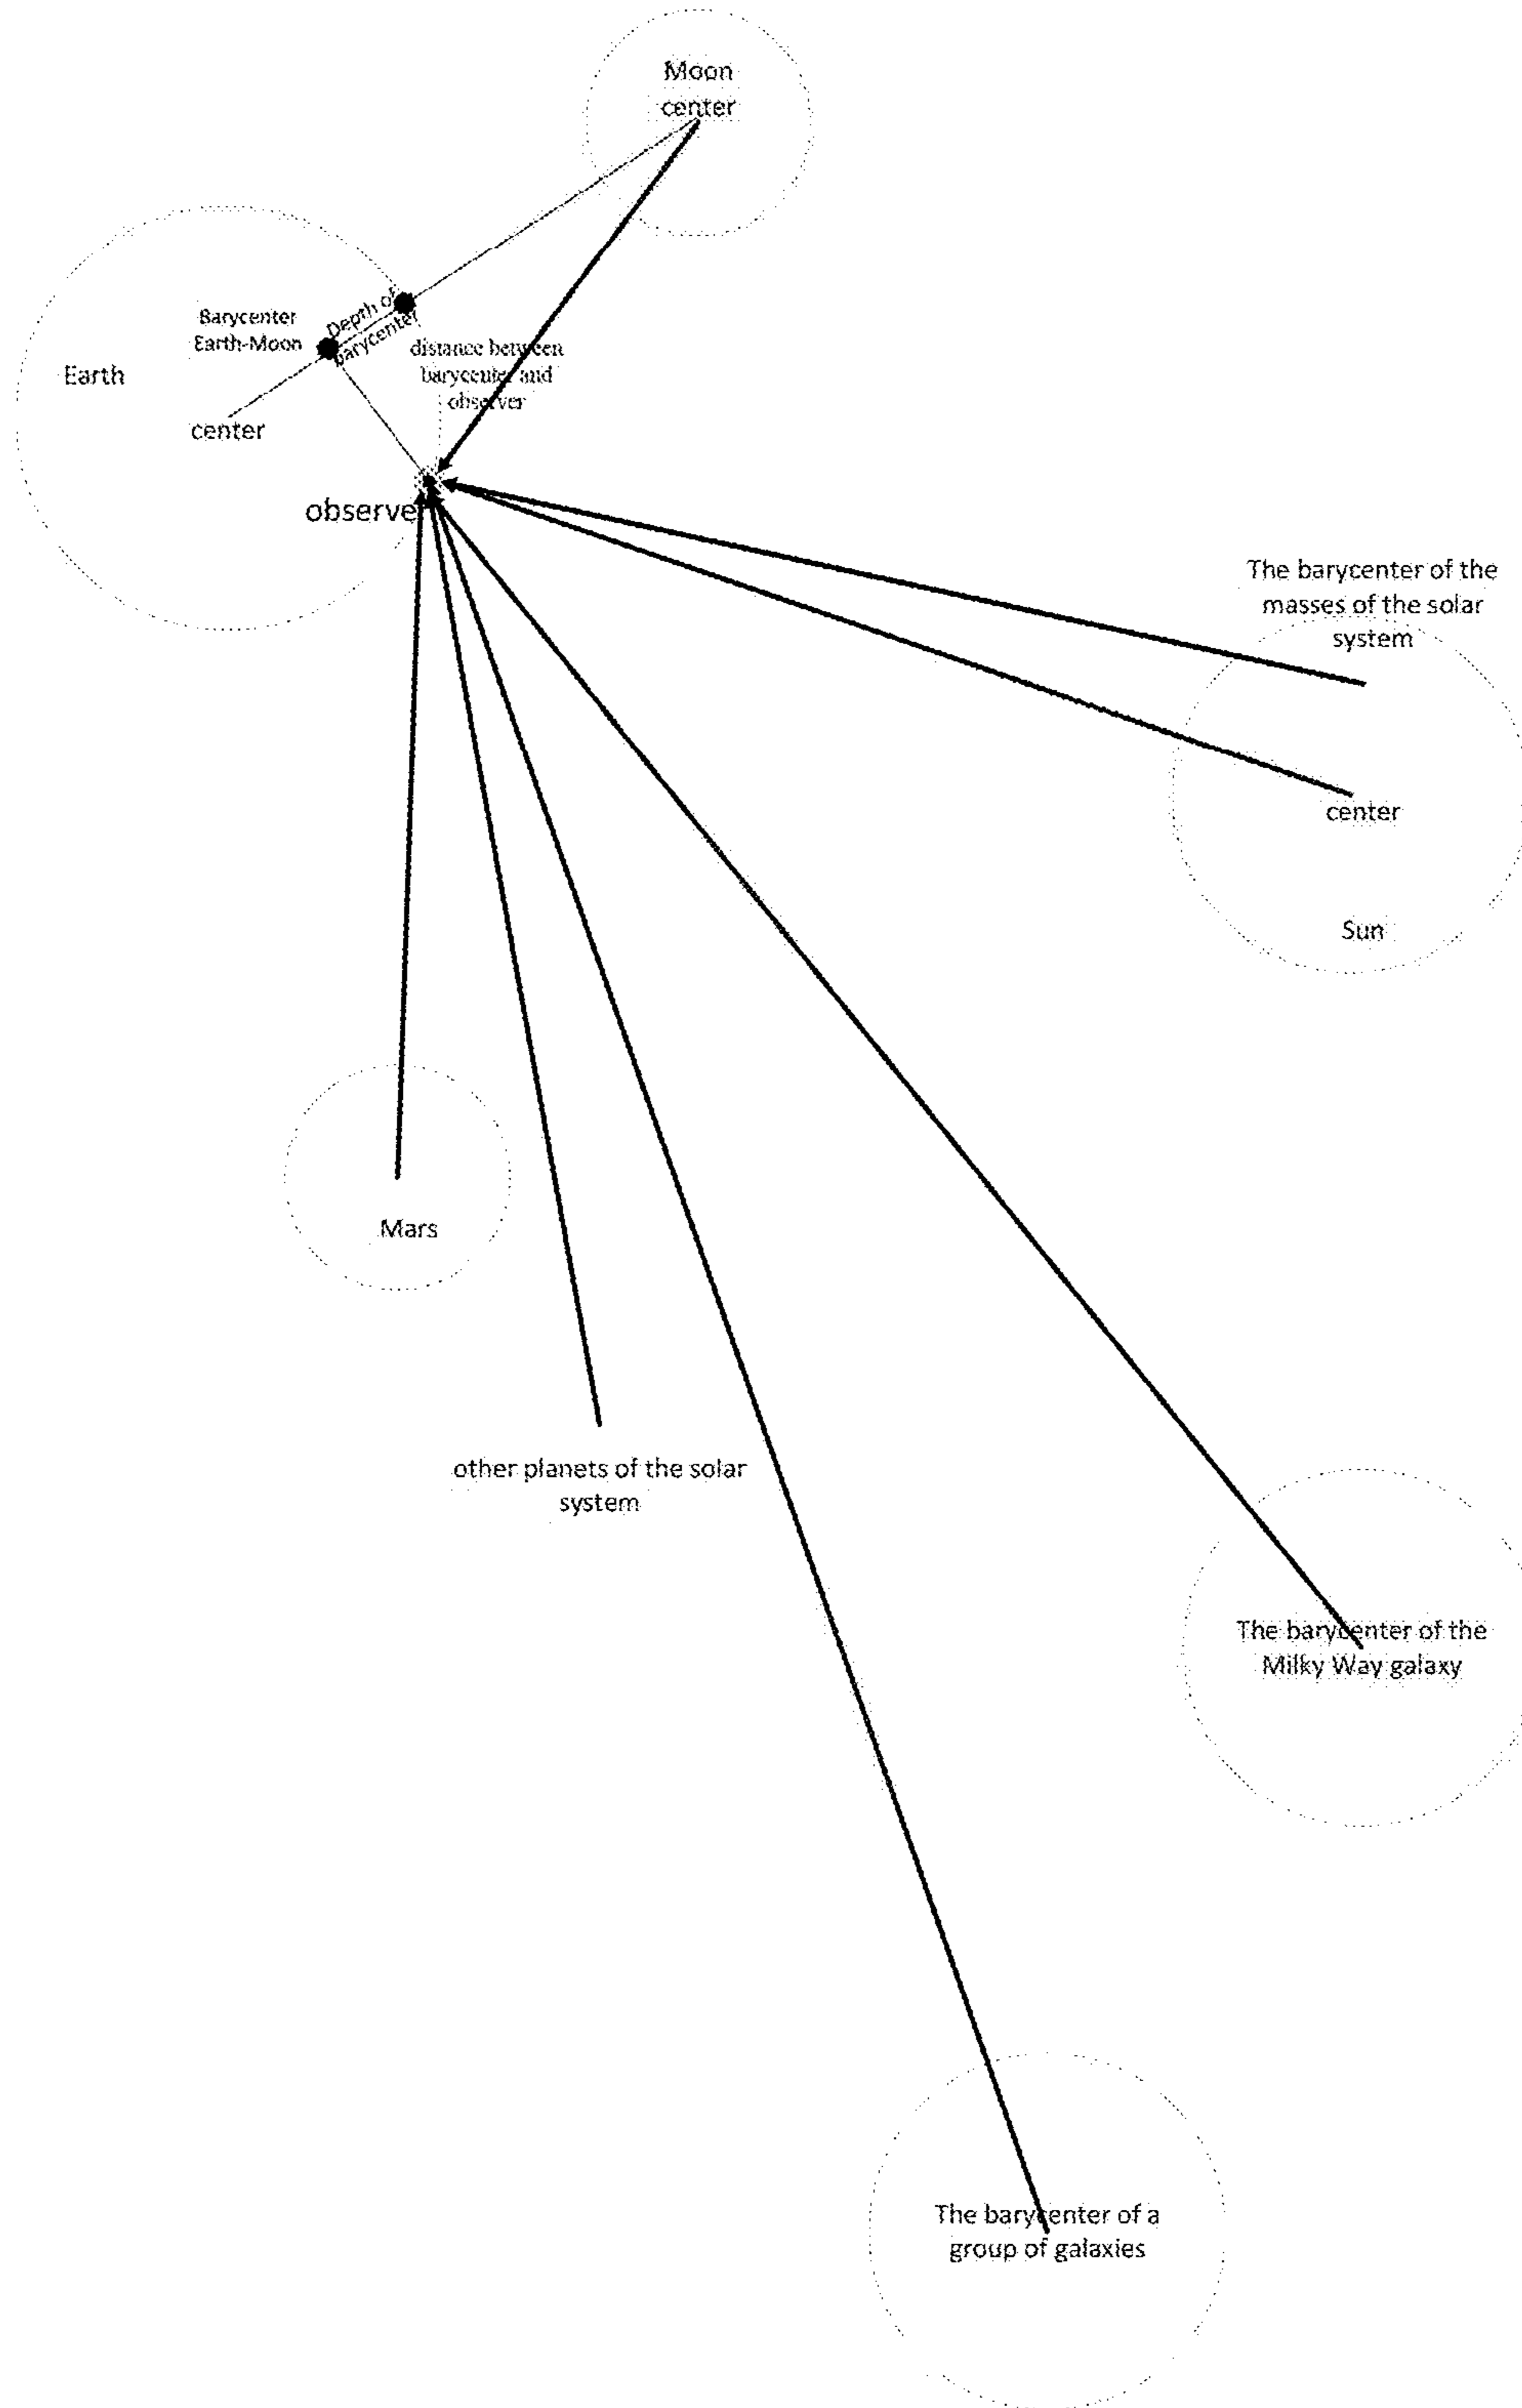 Moon
center
Depth of
barycenter
Barycenter
Earth-Moon
distance between
barycenter and
observer
Earth
center
observe
The barycenter of the
masses of the solar
system
center
Sun
Mars
other planets of the solar
system
The barycenter of the
Milky Way galaxy
The barycenter of a
group of galaxies